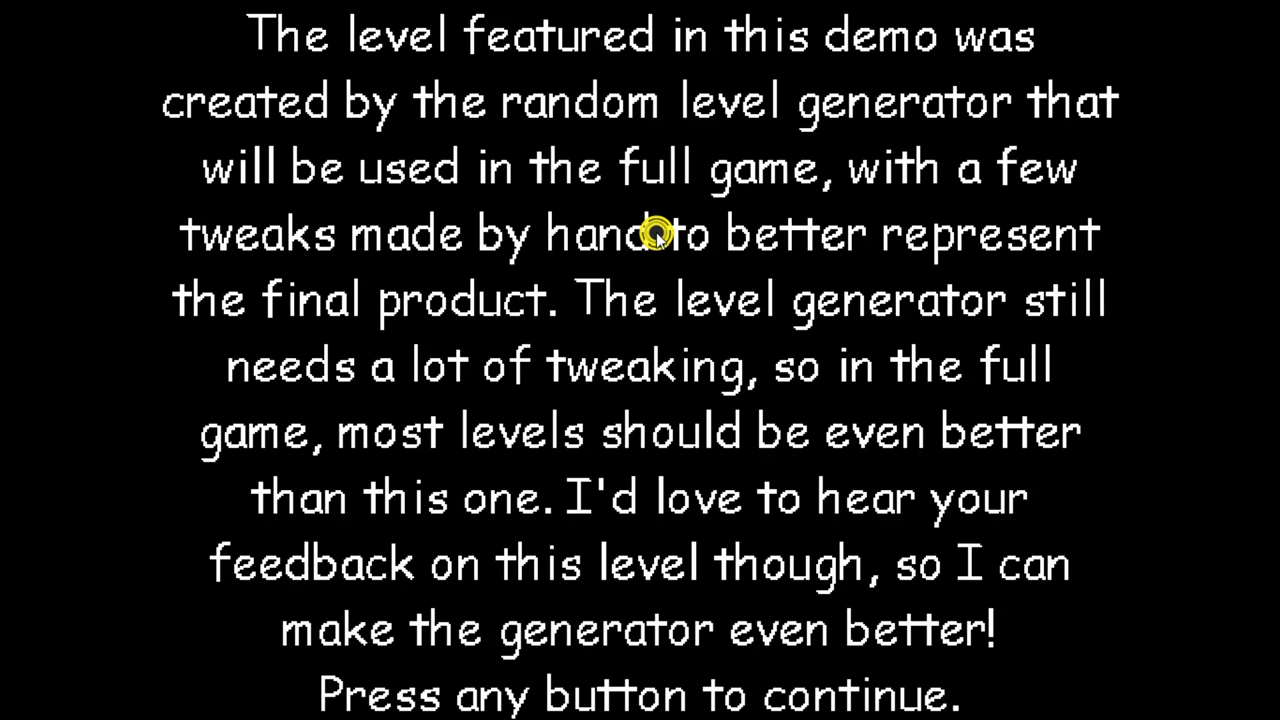 The level featured in this demo was
created by the random level generator that
will be used in the full game, with a few
tweaks made by hand to better represent
the final product. The level generator still
needs a lot of tweaking, so in the full
game, most levels should be even better
than this one. I'd love to hear your
feedback on this level though, so I can
make the generator even better!
Press any button to continue.